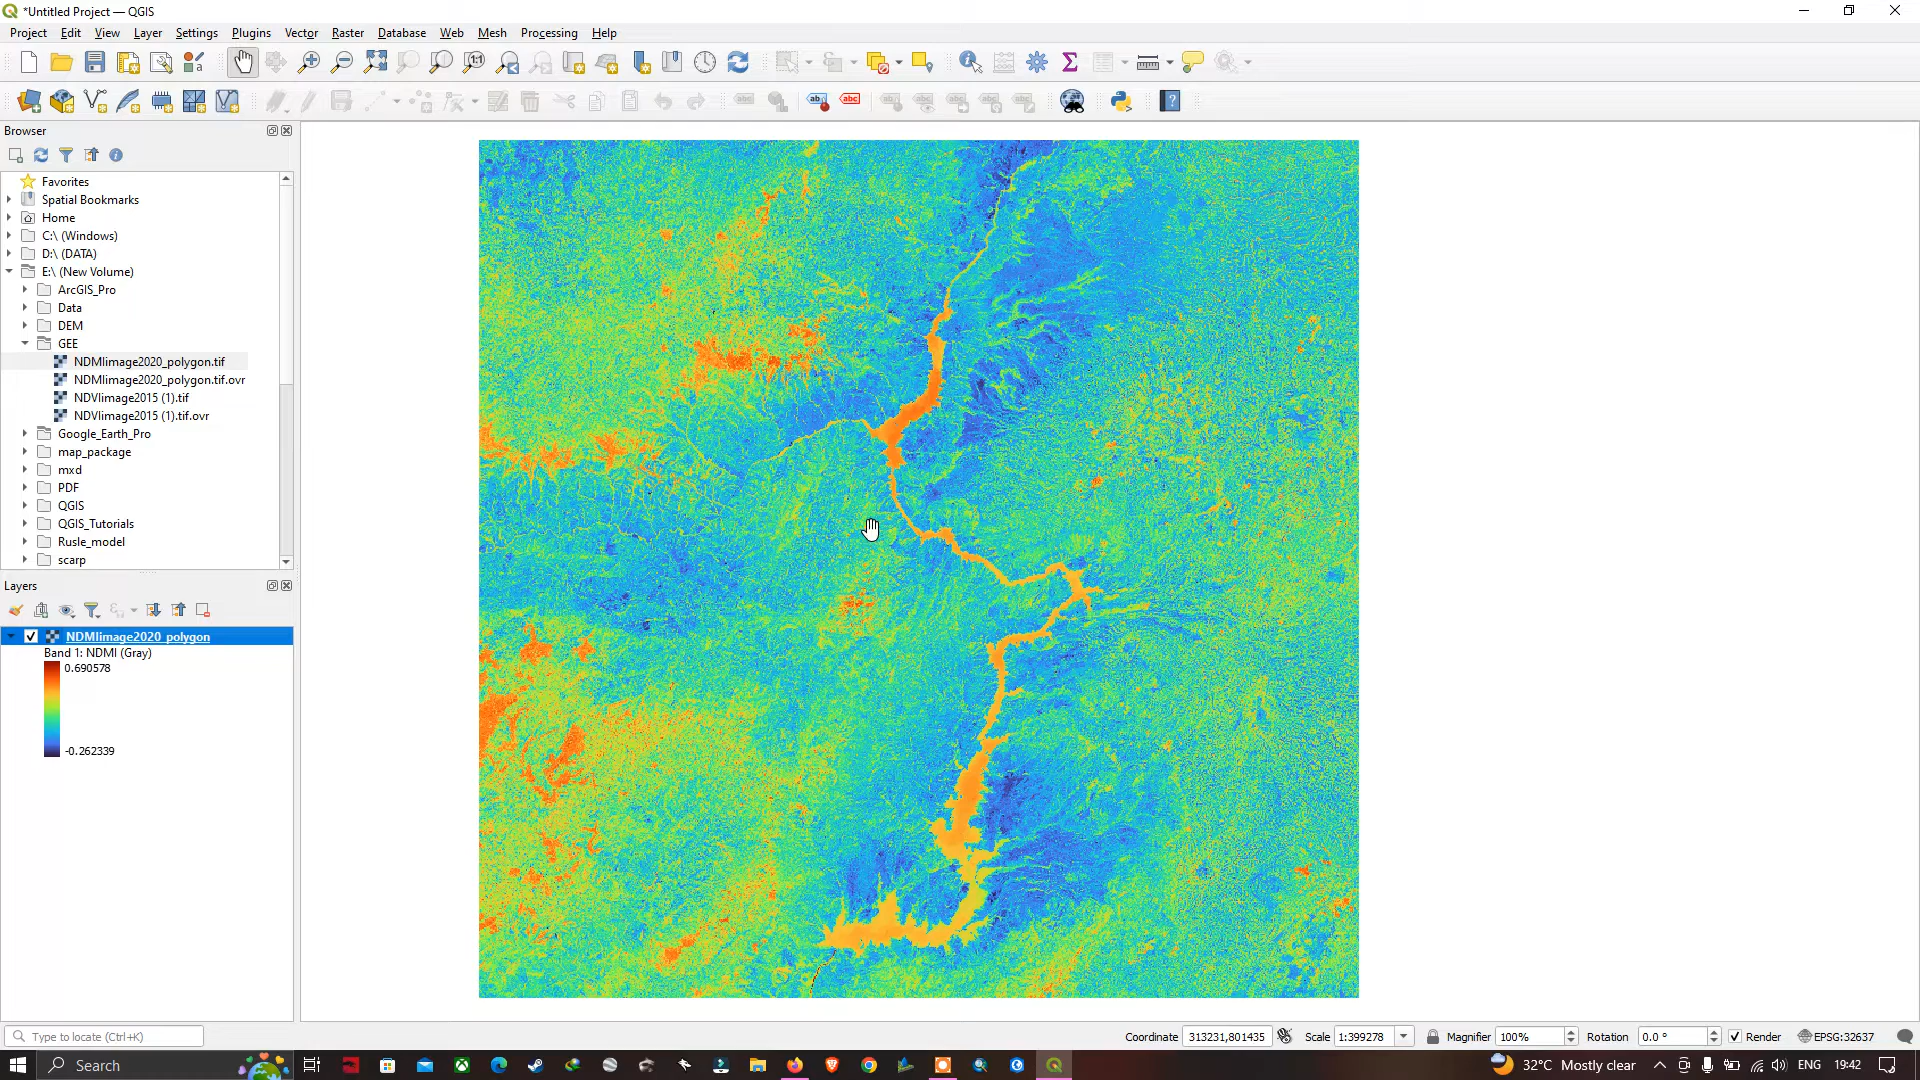 *Untitled Project — QGIS
Project Edit View Layer Settings Plugins Vector Raster Database Web Mesh Processing Help
Browser
Favorites
Spatial Bookmarks
Home
C:\ (Windows)
D:\ (DATA)
E:\ (New Volume)
ArcGIS_Pro
Data
DEM
GEE
NDMIimage2020_polygon.tif
NDMIimage2020_polygon.tif.ovr
NDVIimage2015 (1).tif
NDVIimage2015 (1).tif.ovr
Google_Earth_Pro
map_package
mxd
PDF
QGIS
QGIS_Tutorials
Rusle_model
scarp
Layers
NDMIimage2020_polygon
Band 1: NDMI (Gray)
0.690578
-0.262339
Type to locate (Ctrl+K)
Coordinate 313231,801435 Scale 1:399278 Magnifier 100% Rotation 0.0 ° Render EPSG:32637
Search 32°C Mostly clear ENG 19:42